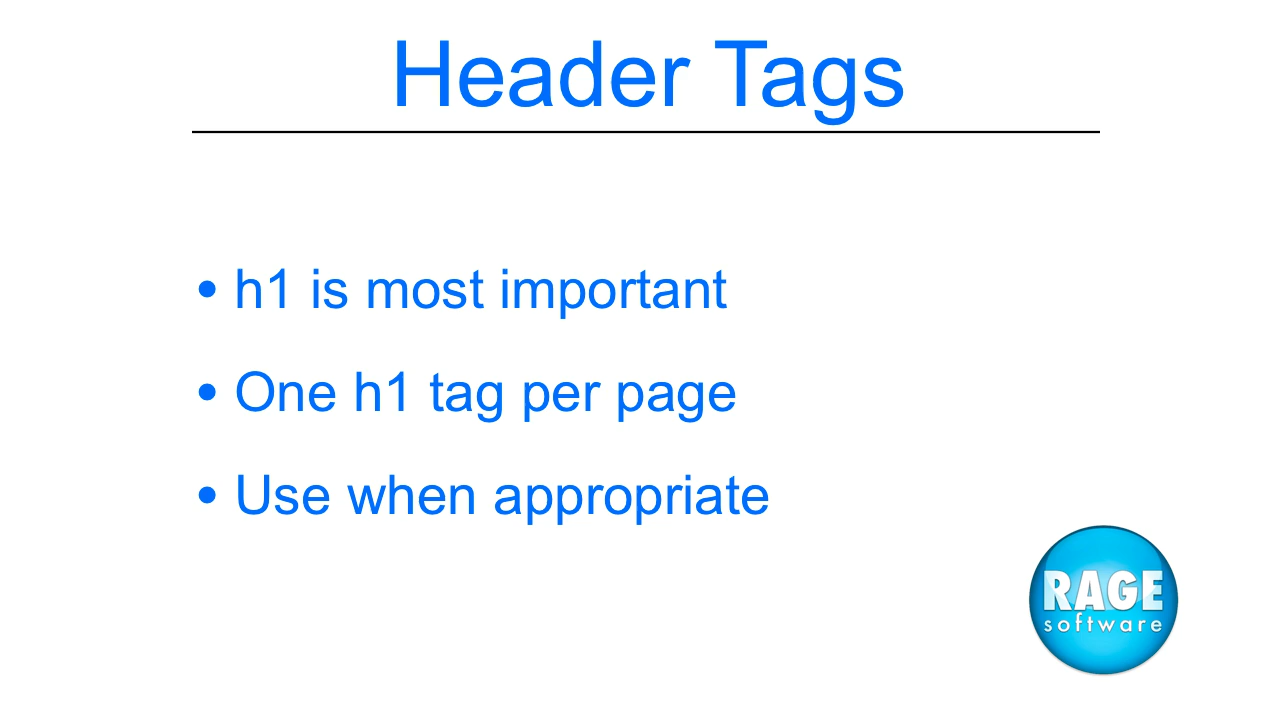 Header Tags
• h1 is most important
• One h1 tag per page
• Use when appropriate
RAGE
software